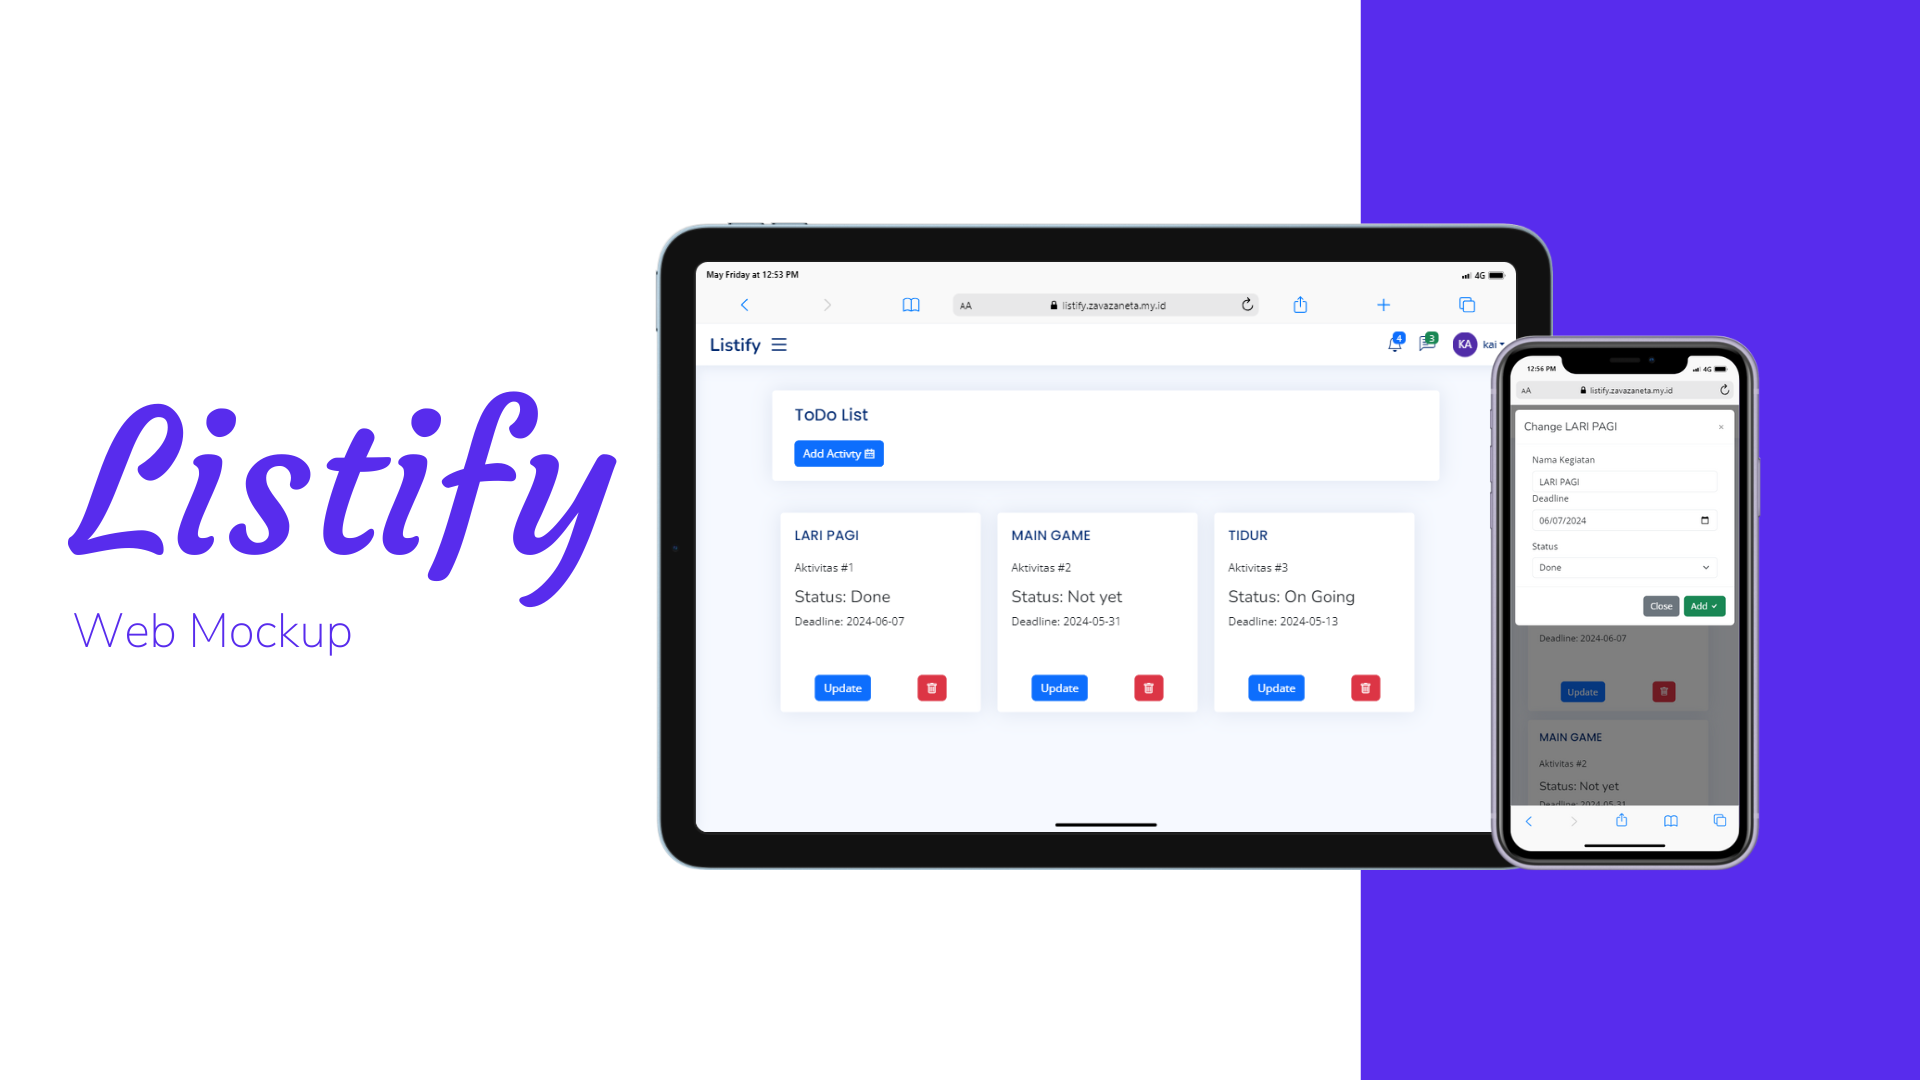 Listify
Web Mockup
May Friday at 12:53 PM
4G
AA
listify.zavazaneta.my.id
Listify
4
3
KA
kai
ToDo List
Add Activty
LARI PAGI
Aktivitas #1
Status: Done
Deadline: 2024-06-07
Update
MAIN GAME
Aktivitas #2
Status: Not yet
Deadline: 2024-05-31
Update
TIDUR
Aktivitas #3
Status: On Going
Deadline: 2024-05-13
Update
12:56 PM
4G
AA
listify.zavazaneta.my.id
Change LARI PAGI
×
Nama Kegiatan
LARI PAGI
Deadline
06/07/2024
Status
Done
Close
Add
Deadline: 2024-06-07
Update
MAIN GAME
Aktivitas #2
Status: Not yet
Deadline: 2024-05-31